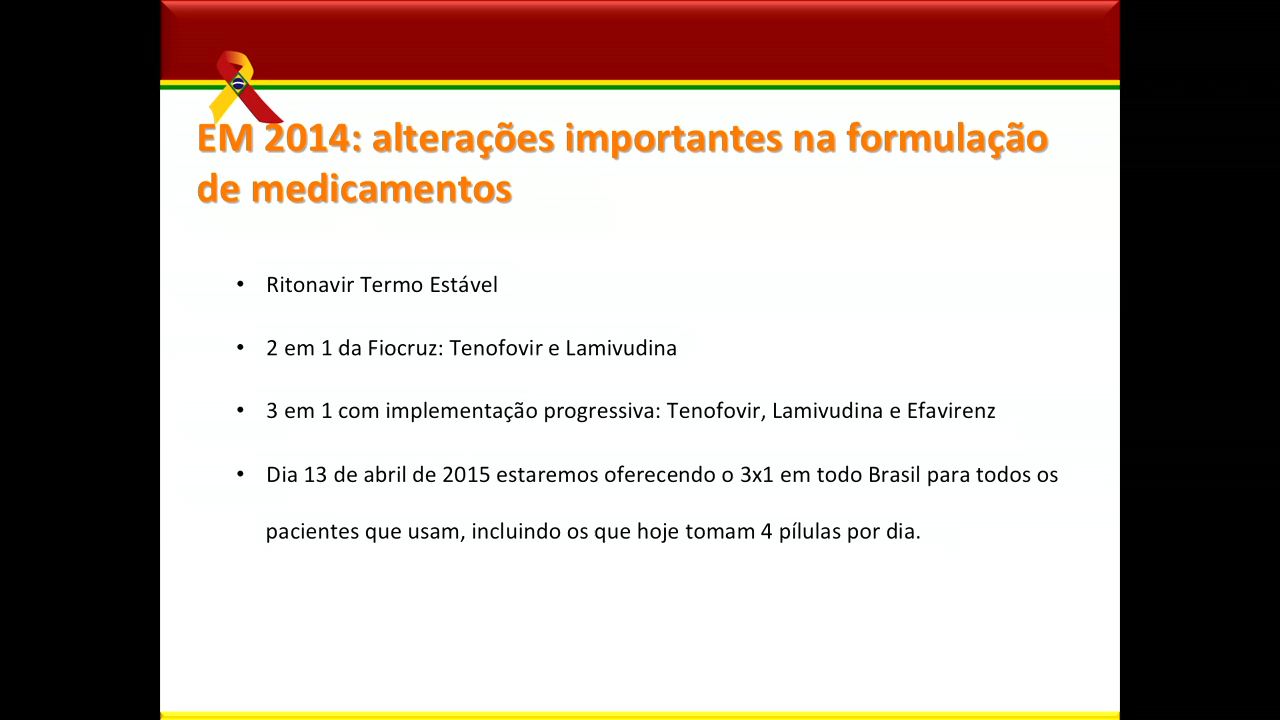 EM 2014: alterações importantes na formulação
de medicamentos
• Ritonavir Termo Estável
• 2 em 1 da Fiocruz: Tenofovir e Lamivudina
• 3 em 1 com implementação progressiva: Tenofovir, Lamivudina e Efavirenz
• Dia 13 de abril de 2015 estaremos oferecendo o 3x1 em todo Brasil para todos os
pacientes que usam, incluindo os que hoje tomam 4 pílulas por dia.